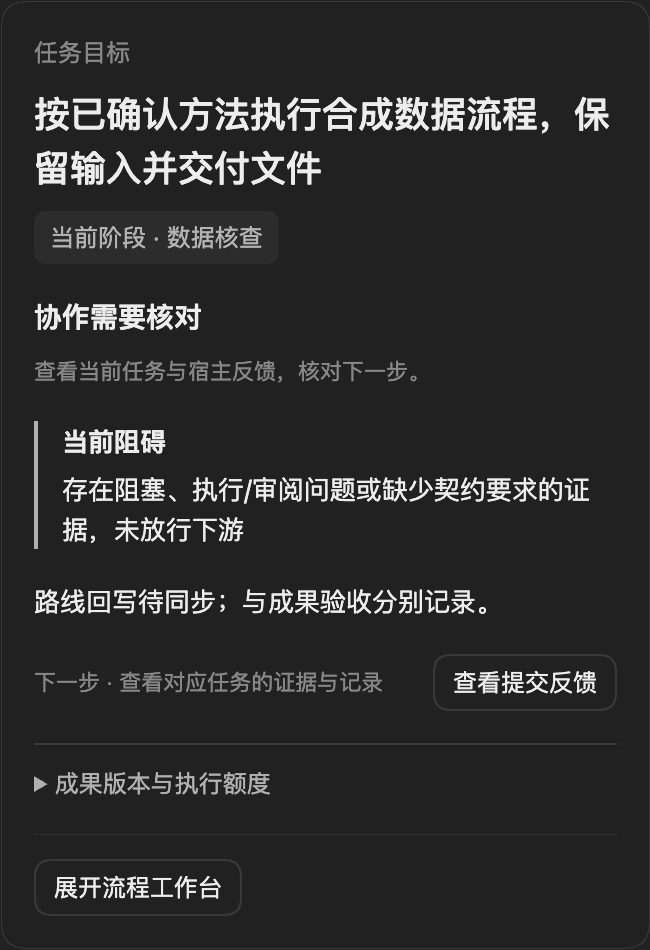 任务目标
按已确认方法执行合成数据流程，保
留输入并交付文件
当前阶段 · 数据核查
协作需要核对
查看当前任务与宿主反馈，核对下一步。
当前阻碍
存在阻塞、执行/审阅问题或缺少契约要求的证
据，未放行下游
路线回写待同步；与成果验收分别记录。
下一步 · 查看对应任务的证据与记录
查看提交反馈
▶ 成果版本与执行额度
展开流程工作台